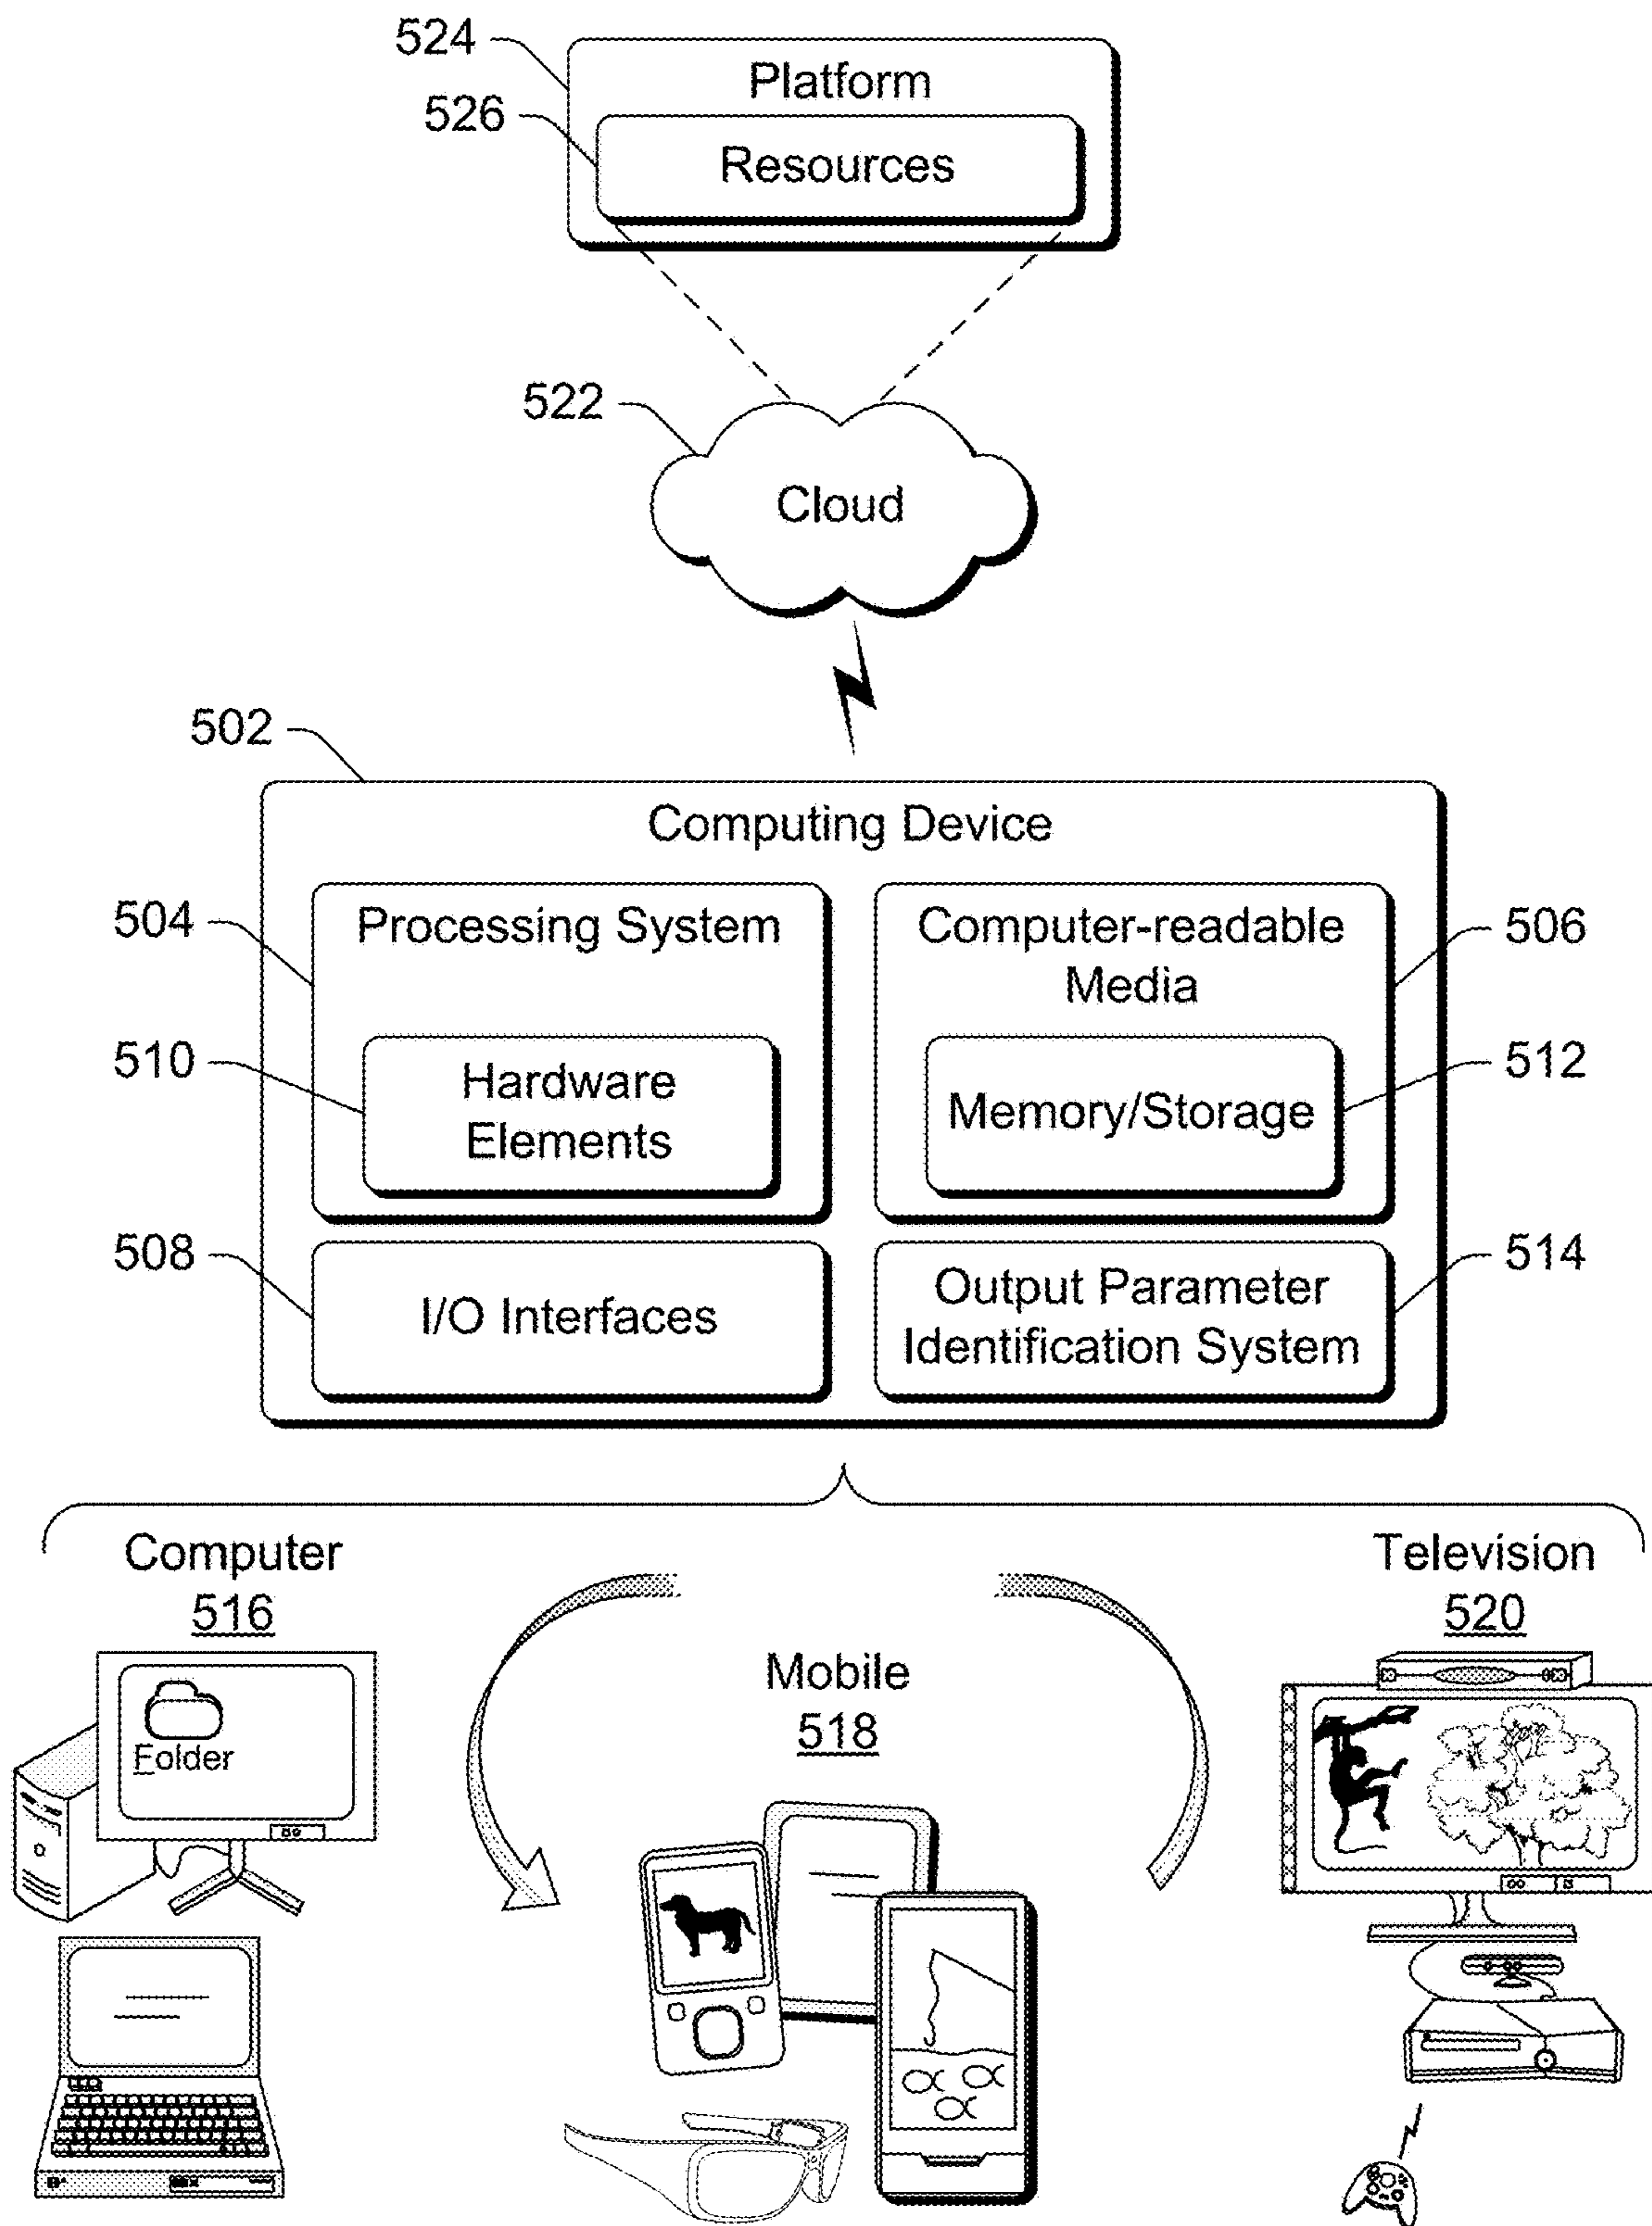 524
Platform
526
Resources
522
Cloud
502
Computing Device
504
Processing System
Computer-readable
Media
506
510
Hardware
Elements
Memory/Storage
512
508
I/O Interfaces
Output Parameter
Identification System
514
Computer
516
Mobile
518
Television
520
Folder